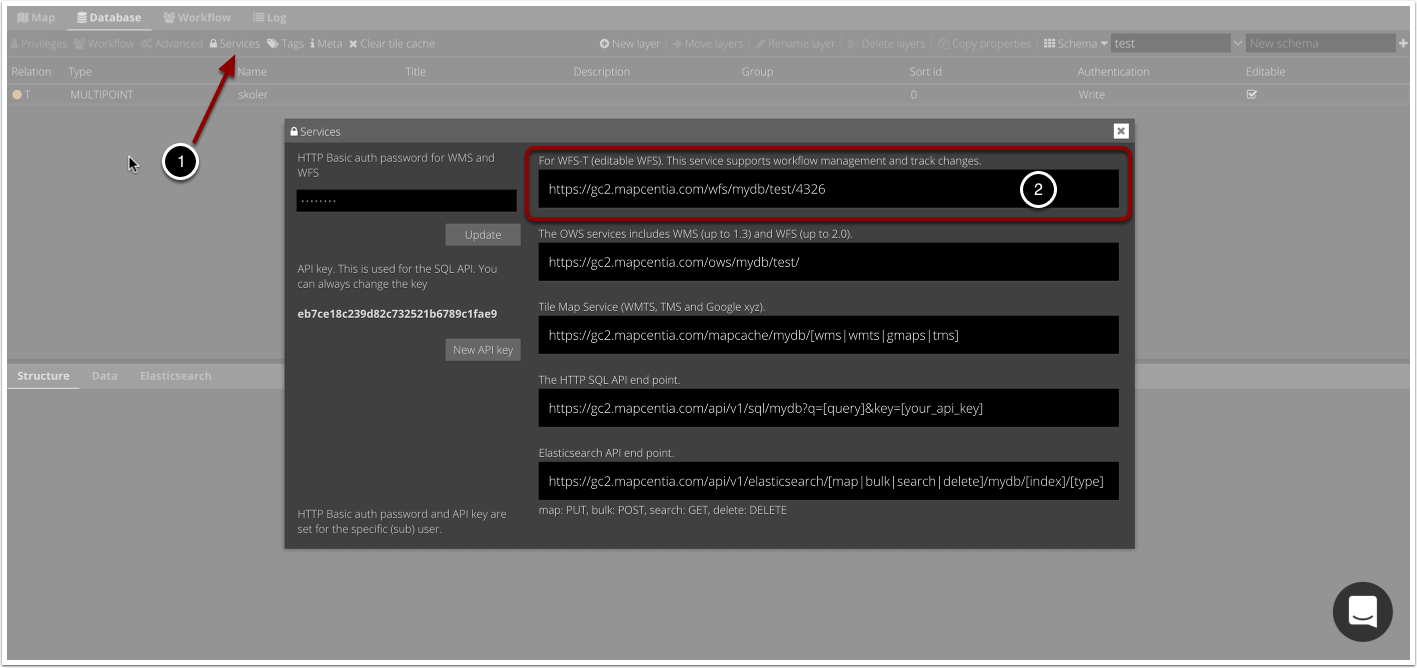 Map Database Workflow Log
Privileges Workflow Advanced Services Tags Meta Clear tile cache New layer Move layers Rename layer Delete layers Copy properties Schema test New schema
Relation Type Name Title Description Group Sort id Authentication Editable
T MULTIPOINT skoler 0 Write
1
Services
HTTP Basic auth password for WMS and
WFS
········
Update
API key. This is used for the SQL API. You
can always change the key
eb7ce18c239d82c732521b6789c1fae9
New API key
HTTP Basic auth password and API key are
set for the specific (sub) user.
For WFS-T (editable WFS). This service supports workflow management and track changes.
https://gc2.mapcentia.com/wfs/mydb/test/4326
2
The OWS services includes WMS (up to 1.3) and WFS (up to 2.0).
https://gc2.mapcentia.com/ows/mydb/test/
Tile Map Service (WMTS, TMS and Google xyz).
https://gc2.mapcentia.com/mapcache/mydb/[wms|wmts|gmaps|tms]
The HTTP SQL API end point.
https://gc2.mapcentia.com/api/v1/sql/mydb?q=[query]&key=[your_api_key]
Elasticsearch API end point.
https://gc2.mapcentia.com/api/v1/elasticsearch/[map|bulk|search|delete]/mydb/[index]/[type]
map: PUT, bulk: POST, search: GET, delete: DELETE
Structure Data Elasticsearch